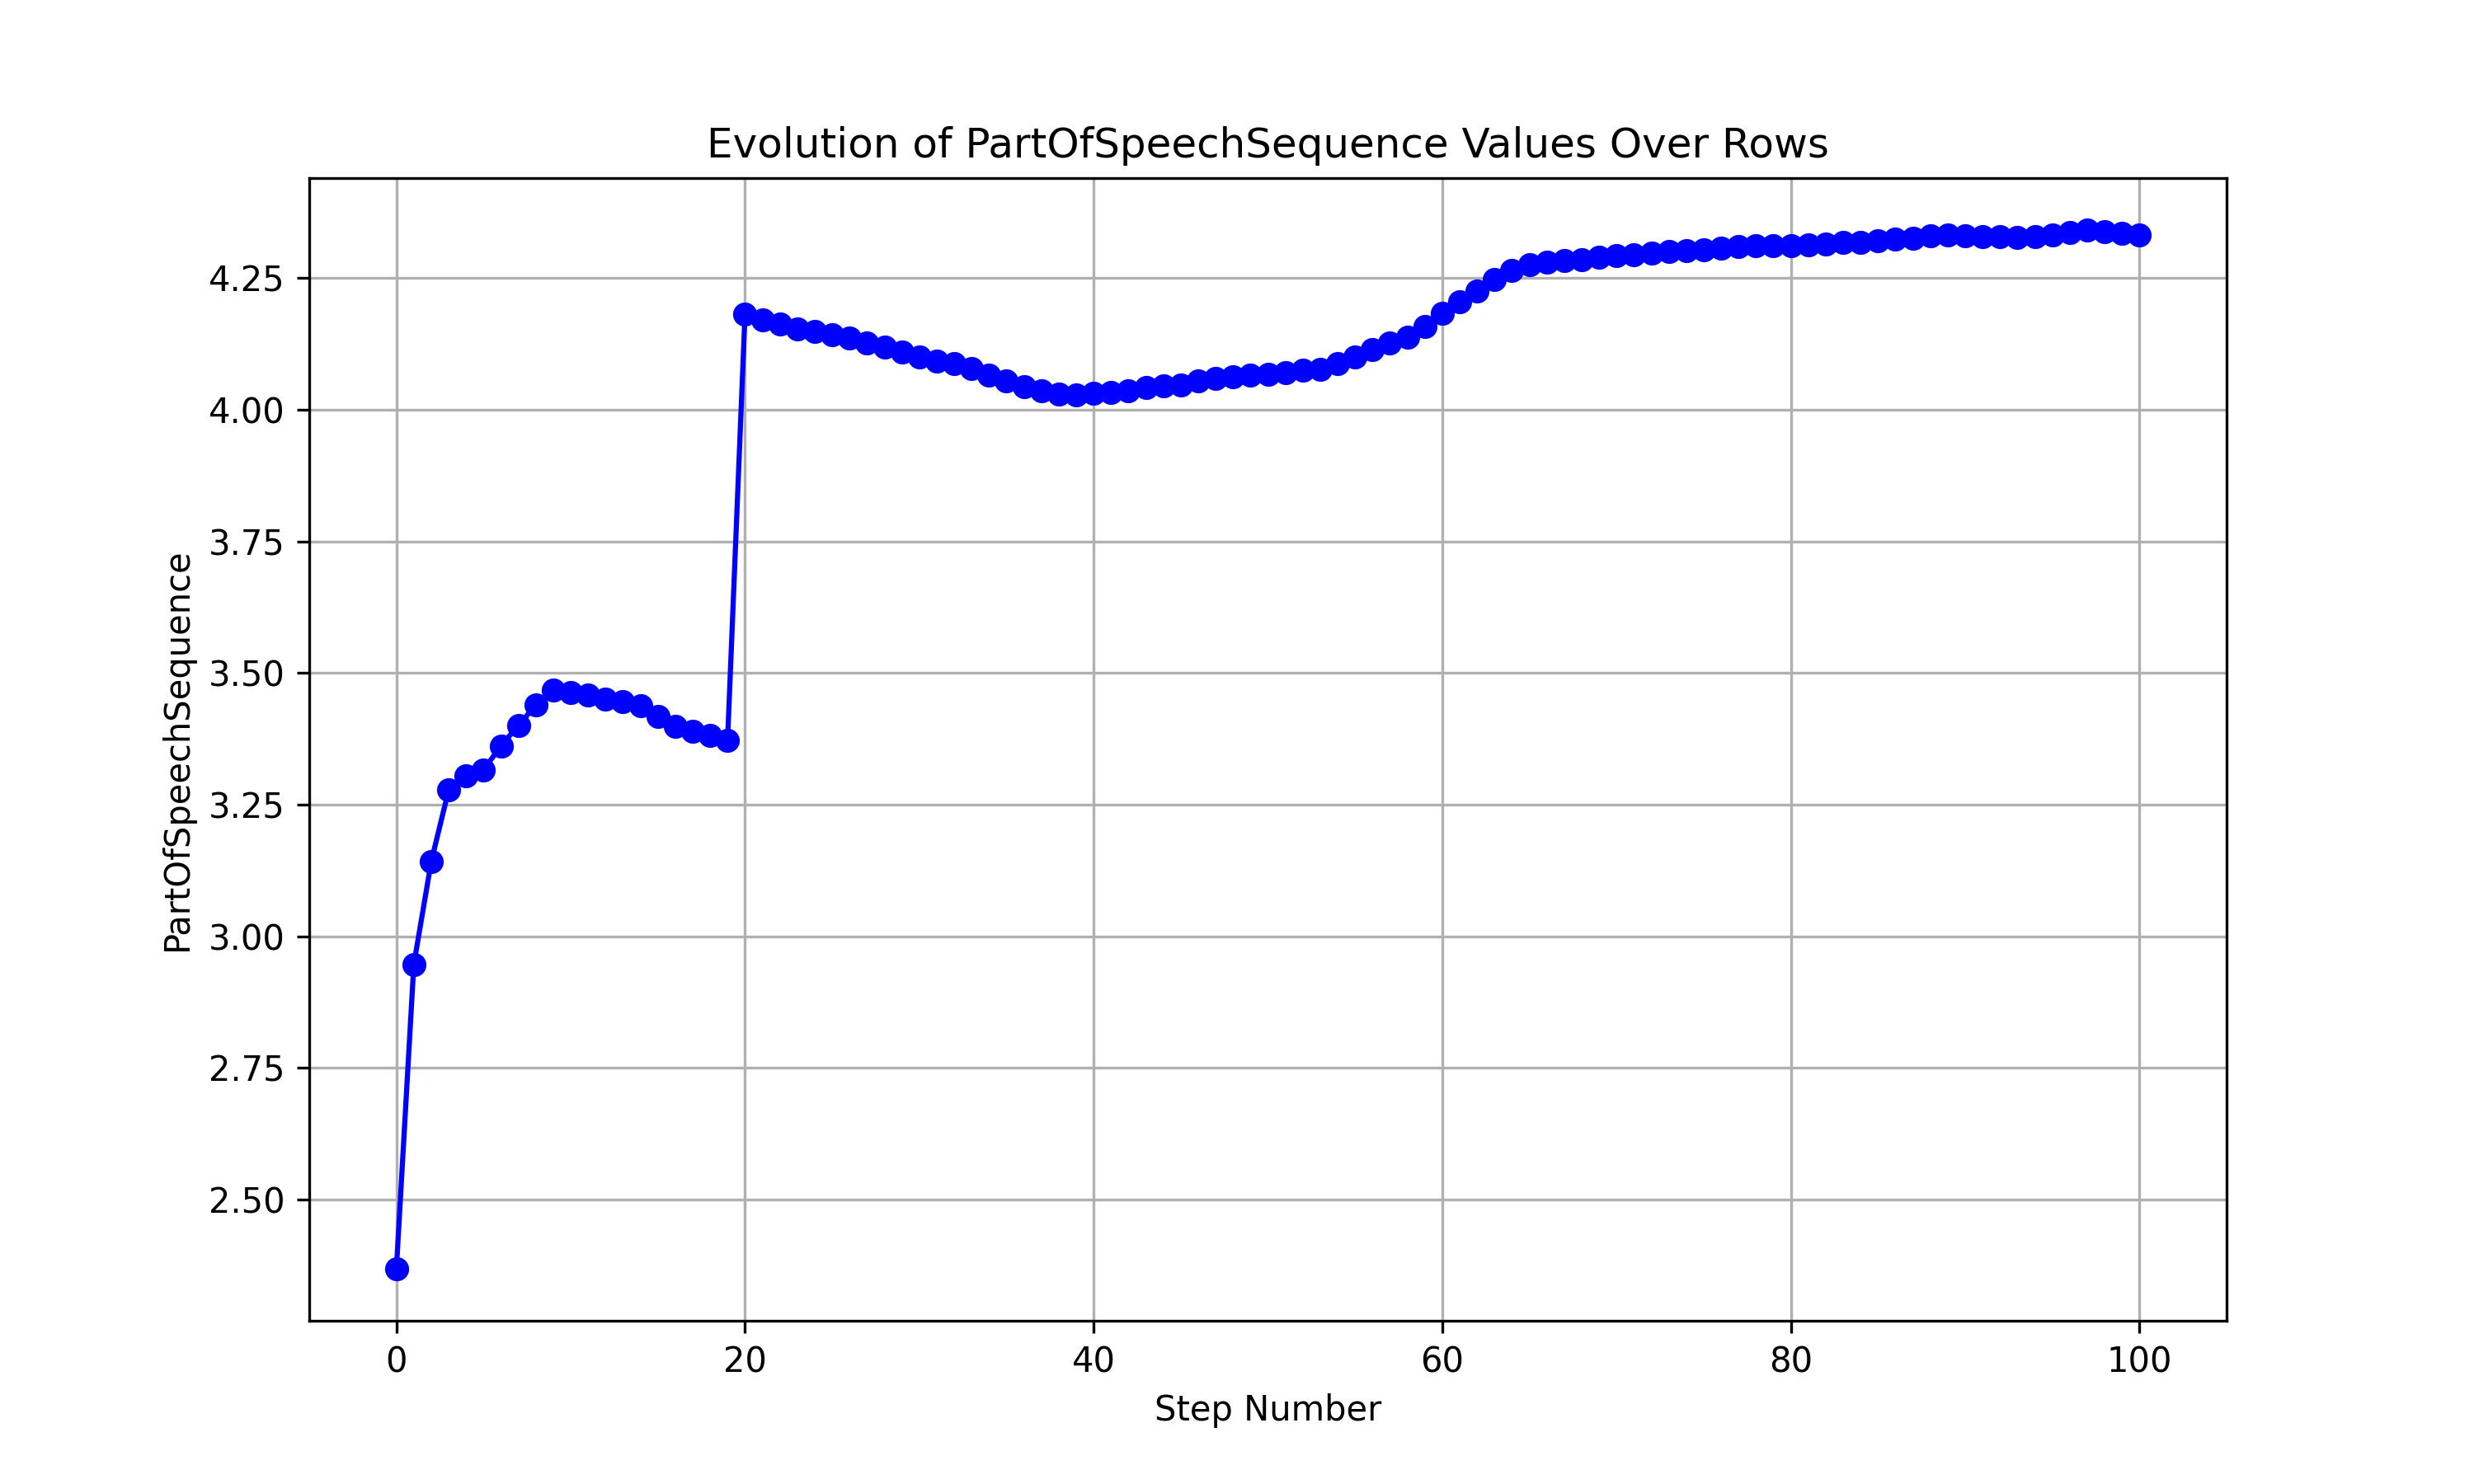 Evolution of PartOfSpeechSequence Values Over Rows
PartOfSpeechSequence
4.25
4.00
3.75
3.50
3.25
3.00
2.75
2.50
0 20 40 60 80 100
Step Number